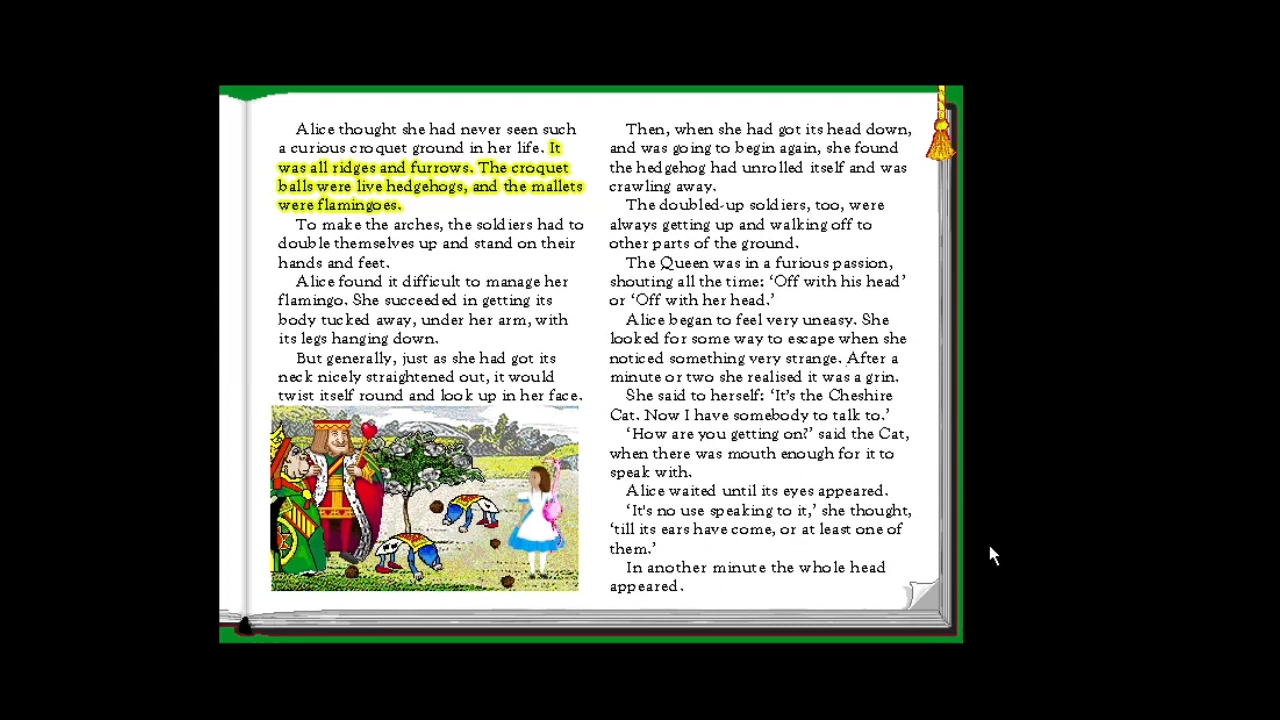 Alice thought she had never seen such
a curious croquet ground in her life. It
was all ridges and furrows. The croquet
balls were live hedgehogs, and the mallets
were flamingoes.
To make the arches, the soldiers had to
double themselves up and stand on their
hands and feet.
Alice found it difficult to manage her
flamingo. She succeeded in getting its
body tucked away, under her arm, with
its legs hanging down.
But generally, just as she had got its
neck nicely straightened out, it would
twist itself round and look up in her face.
Then, when she had got its head down,
and was going to begin again, she found
the hedgehog had unrolled itself and was
crawling away.
The doubled-up soldiers, too, were
always getting up and walking off to
other parts of the ground.
The Queen was in a furious passion,
shouting all the time: ‘Off with his head’
or ‘Off with her head.’
Alice began to feel very uneasy. She
looked for some way to escape when she
noticed something very strange. After a
minute or two she realised it was a grin.
She said to herself: ‘It’s the Cheshire
Cat. Now I have somebody to talk to.’
‘How are you getting on?’ said the Cat,
when there was mouth enough for it to
speak with.
Alice waited until its eyes appeared.
‘It's no use speaking to it,’ she thought,
‘till its ears have come, or at least one of
them.’
In another minute the whole head
appeared.